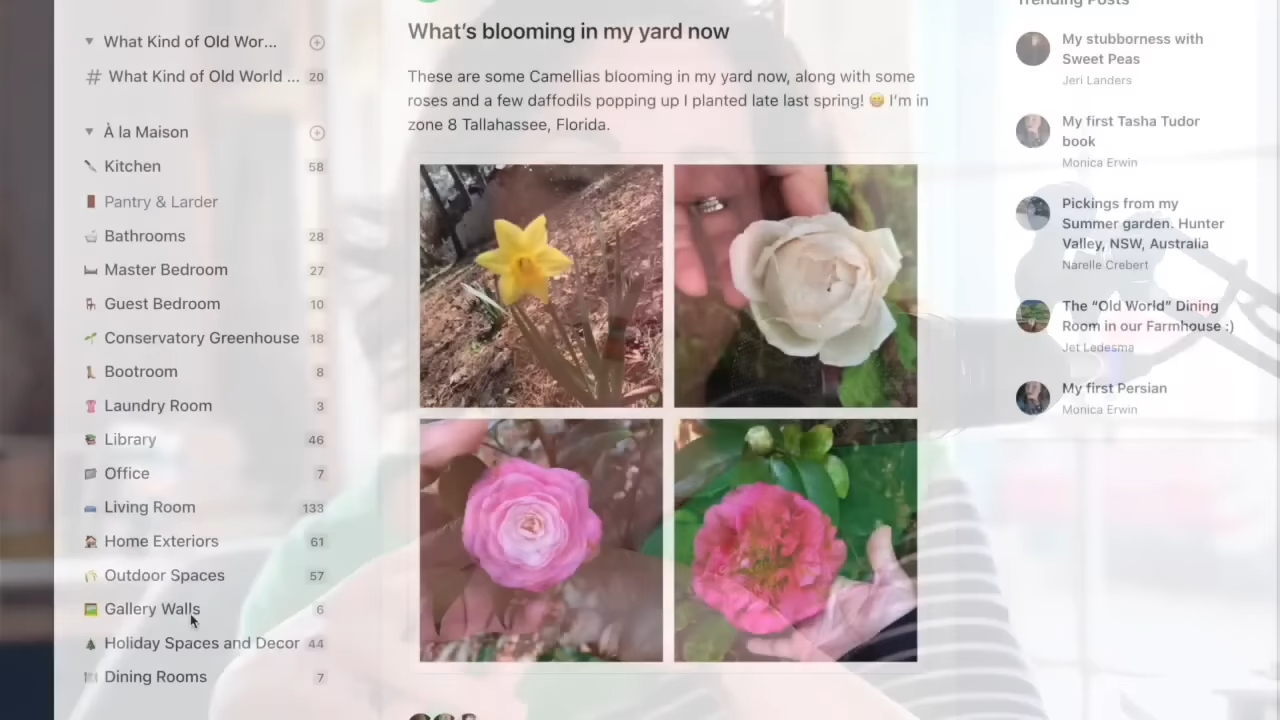 What Kind of Old Wor...
What Kind of Old World ... 20
À la Maison
Kitchen 58
Pantry & Larder
Bathrooms 28
Master Bedroom 27
Guest Bedroom 10
Conservatory Greenhouse 18
Bootroom 8
Laundry Room 3
Library 46
Office 7
Living Room 133
Home Exteriors 61
Outdoor Spaces 57
Gallery Walls 6
Holiday Spaces and Decor 44
Dining Rooms 7
What's blooming in my yard now
These are some Camellias blooming in my yard now, along with some
roses and a few daffodils popping up I planted late last spring! 😁 I'm in
zone 8 Tallahassee, Florida.
Trending Posts
My stubborness with
Sweet Peas
Jeri Landers
My first Tasha Tudor
book
Monica Erwin
Pickings from my
Summer garden. Hunter
Valley, NSW, Australia
Narelle Crebert
The “Old World” Dining
Room in our Farmhouse :)
Jet Ledesma
My first Persian
Monica Erwin